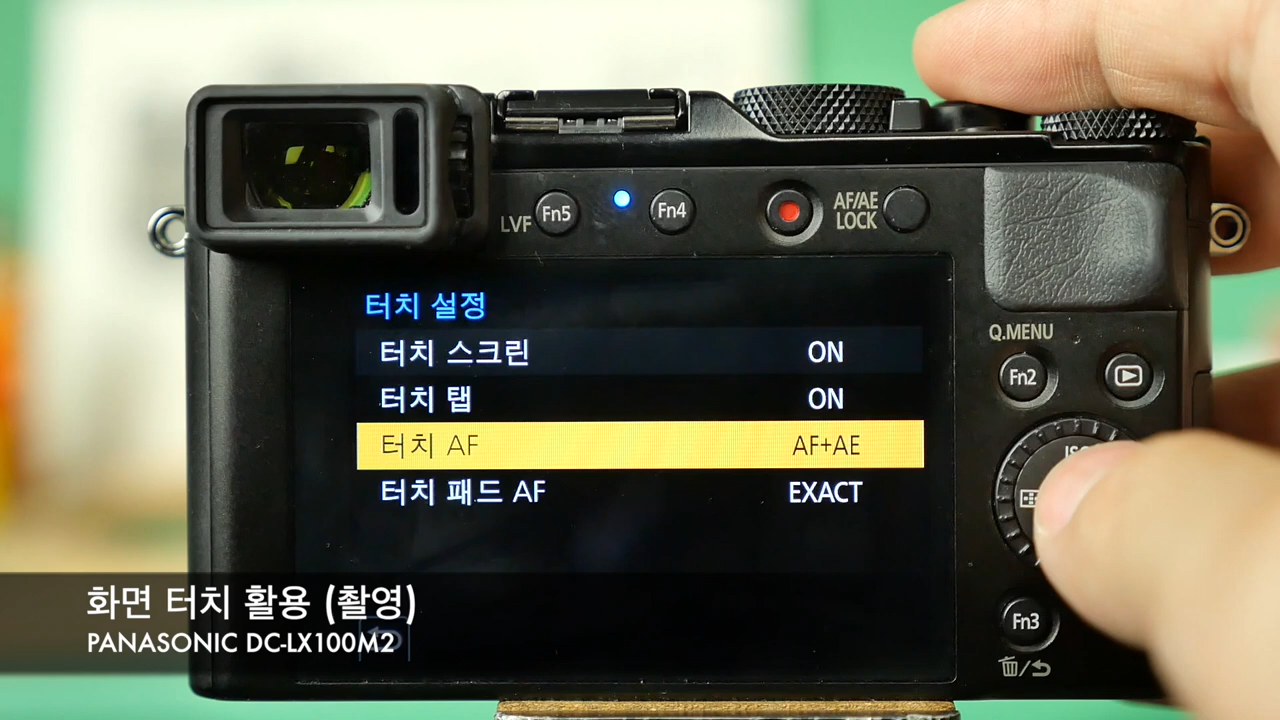 LVF Fn5 Fn4 AF/AE LOCK
터치 설정
터치 스크린 ON
터치 탭 ON
터치 AF AF+AE
터치 패드 AF EXACT
Q.MENU
Fn2
Fn3
화면 터치 활용 (촬영)
PANASONIC DC-LX100M2